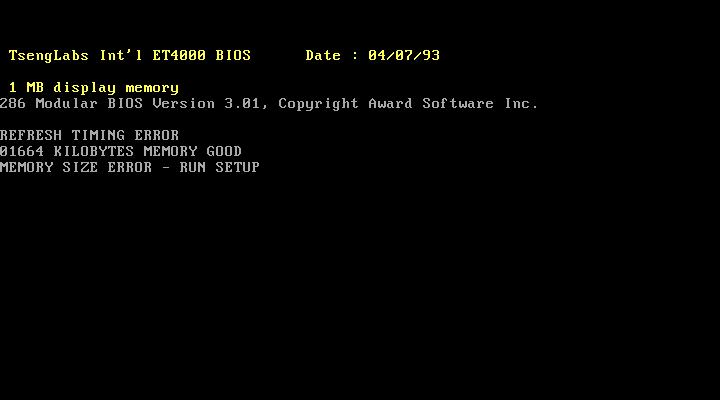 TsengLabs Int'l ET4000 BIOS      Date : 04/07/93
1 MB display memory
286 Modular BIOS Version 3.01, Copyright Award Software Inc.
REFRESH TIMING ERROR
01664 KILOBYTES MEMORY GOOD
MEMORY SIZE ERROR - RUN SETUP